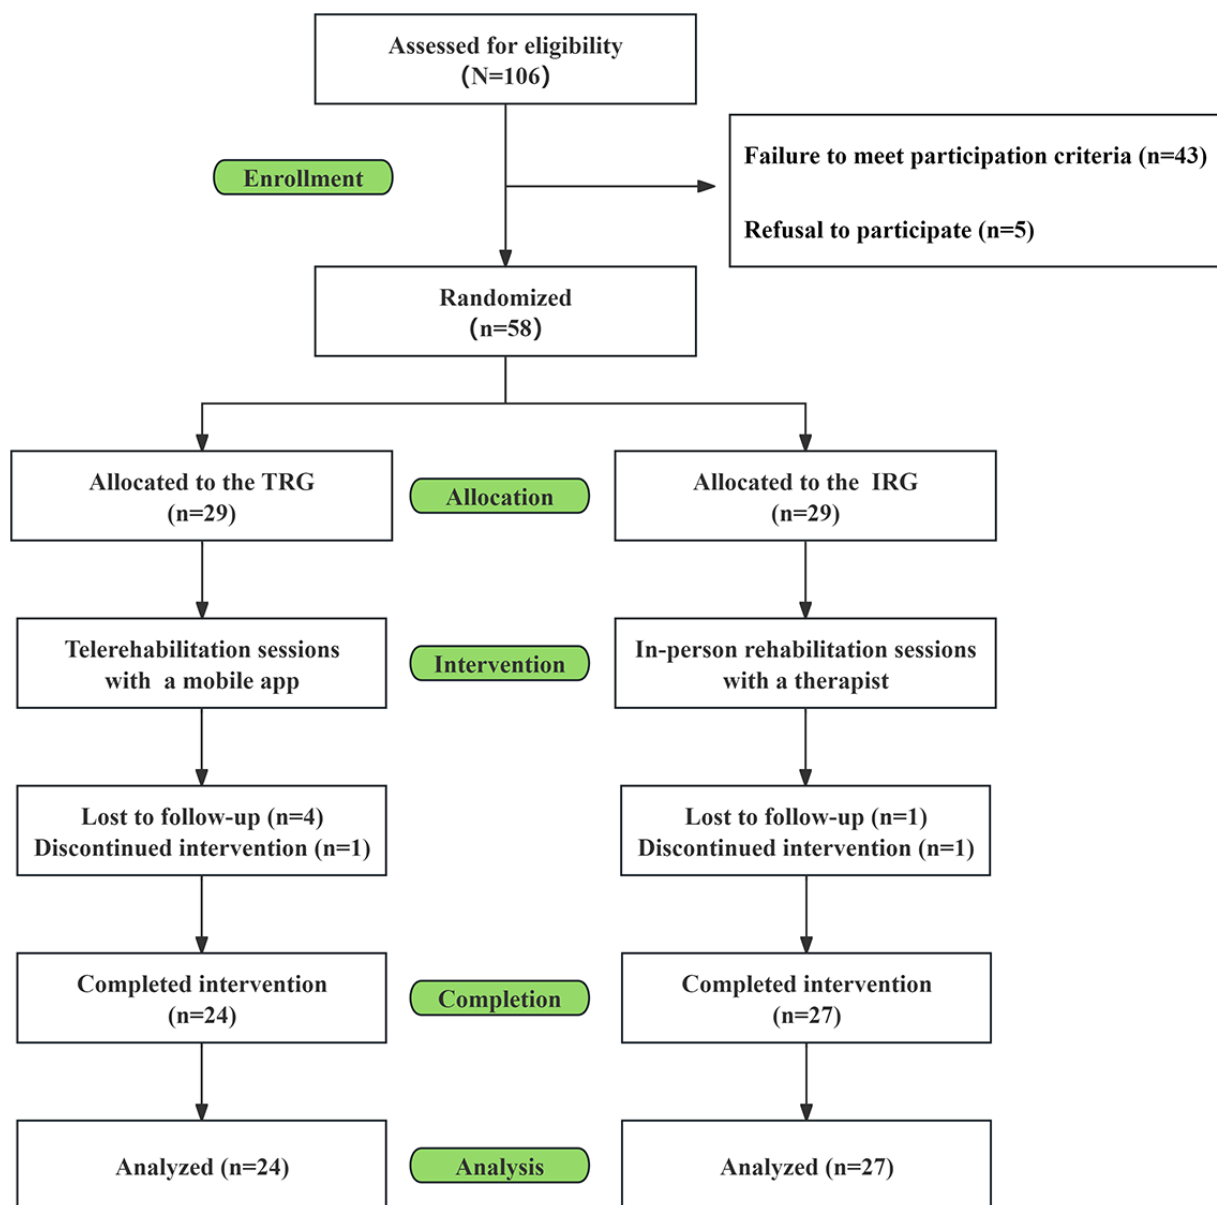 Assessed for eligibility
(N=106)
Failure to meet participation criteria (n=43)
Enrollment
Refusal to participate (n=5)
Randomized
(n=58)
Allocated to the TRG
(n=29)
Allocation
Allocated to the IRG
(n=29)
Telerehabilitation sessions
with a mobile app
Intervention
In-person rehabilitation sessions
with a therapist
Lost to follow-up (n=4)
Discontinued intervention (n=1)
Lost to follow-up (n=1)
Discontinued intervention (n=1)
Completed intervention
(n=24)
Completion
Completed intervention
(n=27)
Analyzed (n=24)
Analysis
Analyzed (n=27)